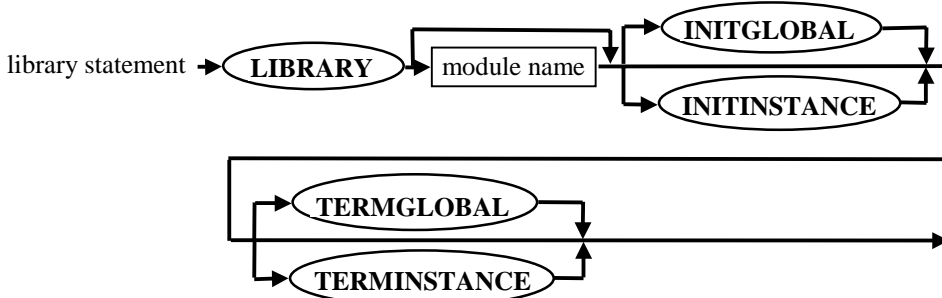 INITGLOBAL
library statement LIBRARY module name
INITINSTANCE
TERMGLOBAL
TERMINSTANCE